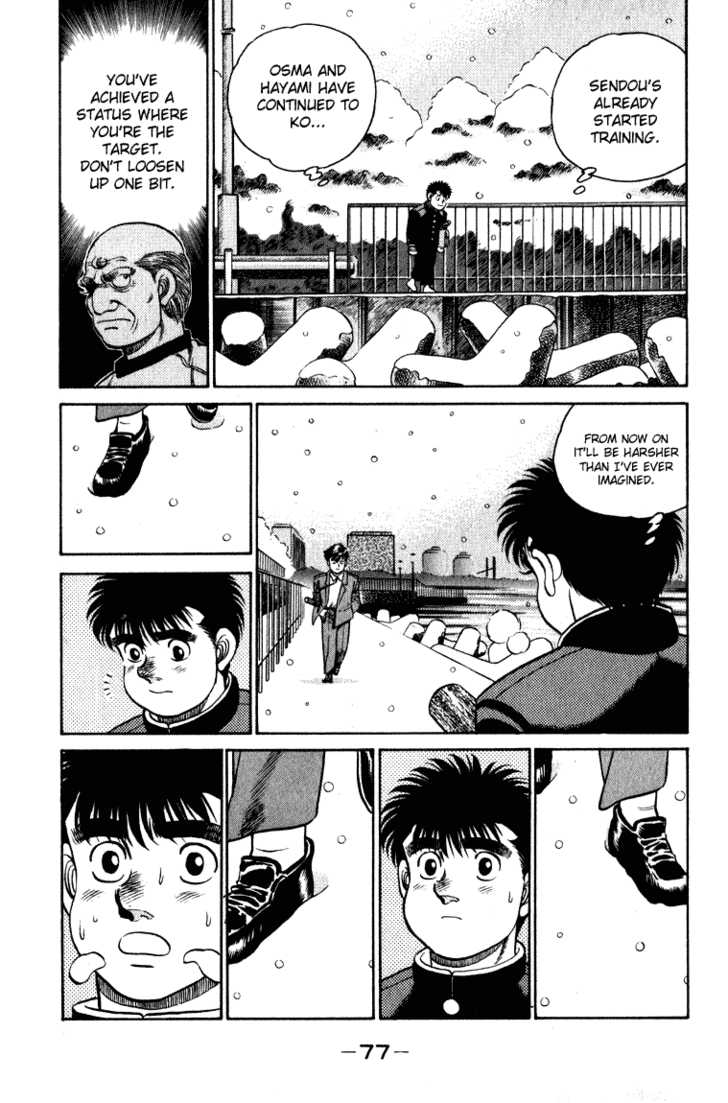 SENDOU'S
ALREADY
STARTED
TRAINING.
OSMA AND
HAYAMI HAVE
CONTINUED TO
KO...
YOU'VE
ACHIEVED A
STATUS WHERE
YOU'RE THE
TARGET.
DON'T LOOSEN
UP ONE BIT.
FROM NOW ON
IT'LL BE HARSHER
THAN I'VE EVER
IMAGINED.
-77-